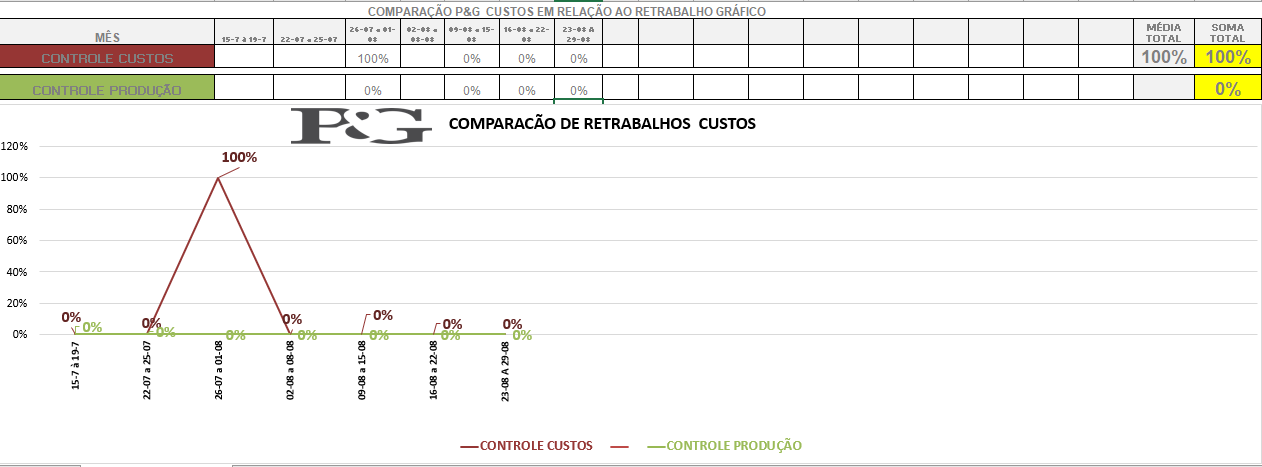 COMPARAÇÃO P&G CUSTOS EM RELAÇÃO AO RETRABALHO GRÁFICO
MÊS 15-7 à 19-7 22-07 a 25-07 26-07 a 01-08 02-08 a 08-08 09-08 a 15-08 16-08 a 22-08 23-08 A 29-08 MÉDIA TOTAL SOMA TOTAL
CONTROLE CUSTOS 100% 0% 0% 0% 100% 100%
CONTROLE PRODUÇÃO 0% 0% 0% 0% 0%
P&G COMPARACÃO DE RETRABALHOS CUSTOS
120%
100%
80%
60%
40%
20%
0%
100%
0% 0% 0% 0% 0% 0%
0% 0% 0% 0% 0% 0% 0%
15-7 à 19-7
22-07 a 25-07
26-07 a 01-08
02-08 a 08-08
09-08 a 15-08
16-08 a 22-08
23-08 A 29-08
CONTROLE CUSTOS CONTROLE PRODUÇÃO